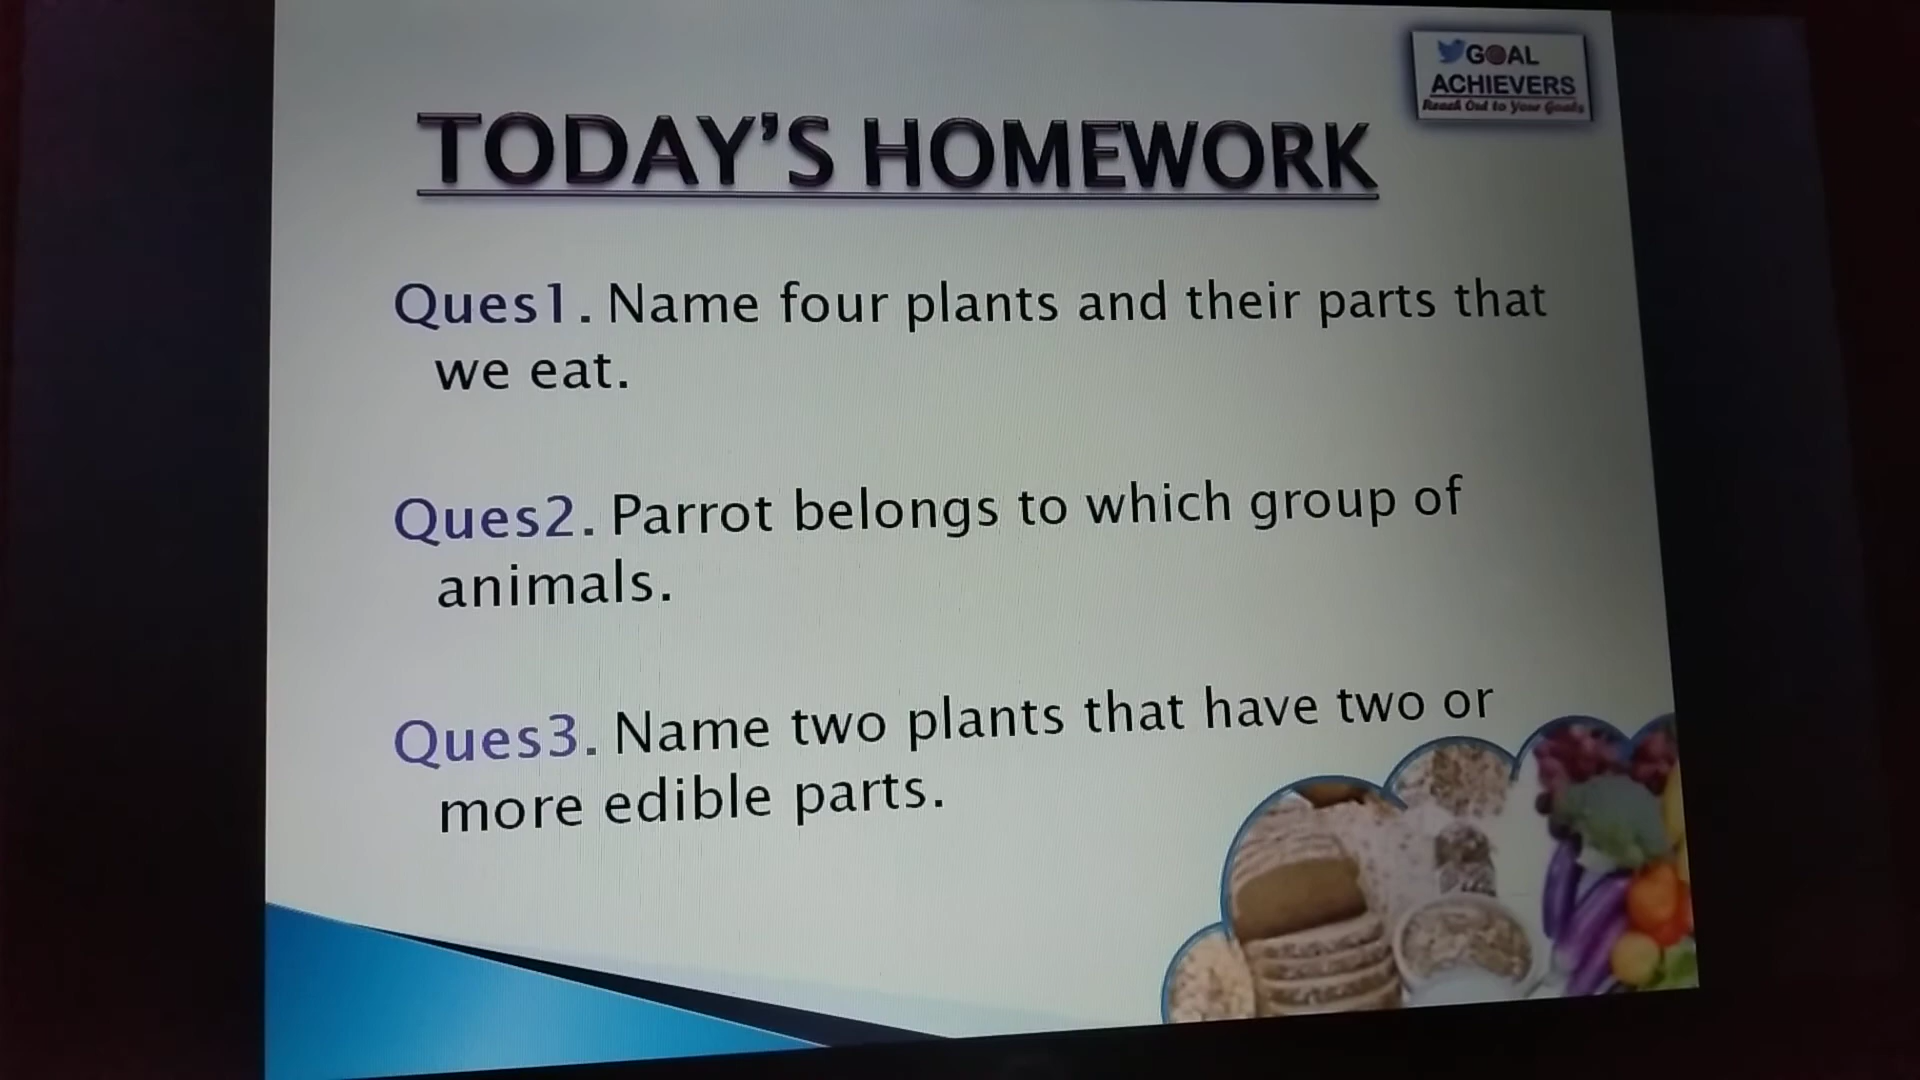 GOAL
ACHIEVERS
Reach Out to Your Goals
TODAY'S HOMEWORK
Ques1. Name four plants and their parts that
we eat.
Ques2. Parrot belongs to which group of
animals.
Ques3. Name two plants that have two or
more edible parts.